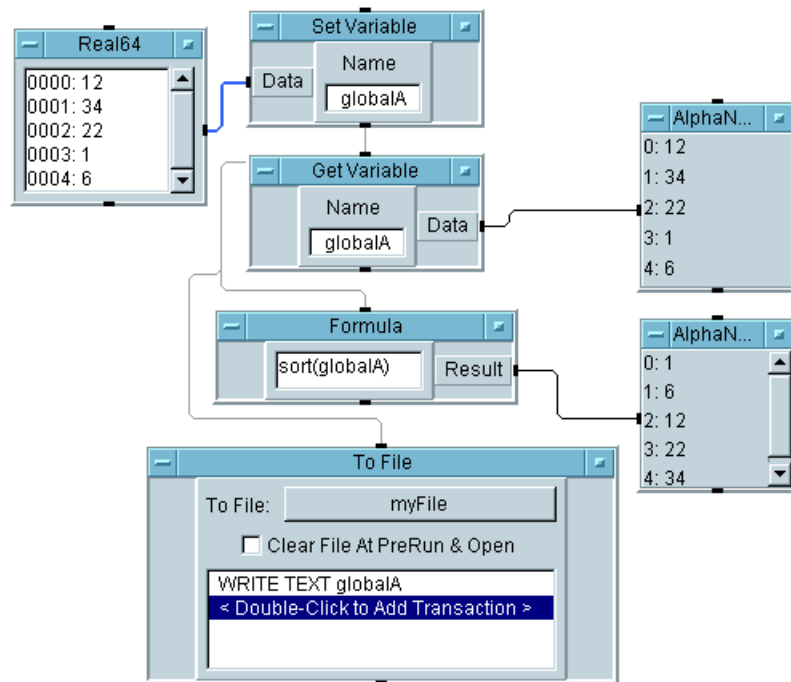 Real64
0000: 12
0001: 34
0002: 22
0003: 1
0004: 6
Set Variable
Name
Data
globalA
Get Variable
Name
Data
globalA
AlphaN...
0: 12
1: 34
2: 22
3: 1
4: 6
Formula
sort(globalA)
Result
AlphaN...
0: 1
1: 6
2: 12
3: 22
4: 34
To File
To File: myFile
Clear File At PreRun & Open
WRITE TEXT globalA
< Double-Click to Add Transaction >